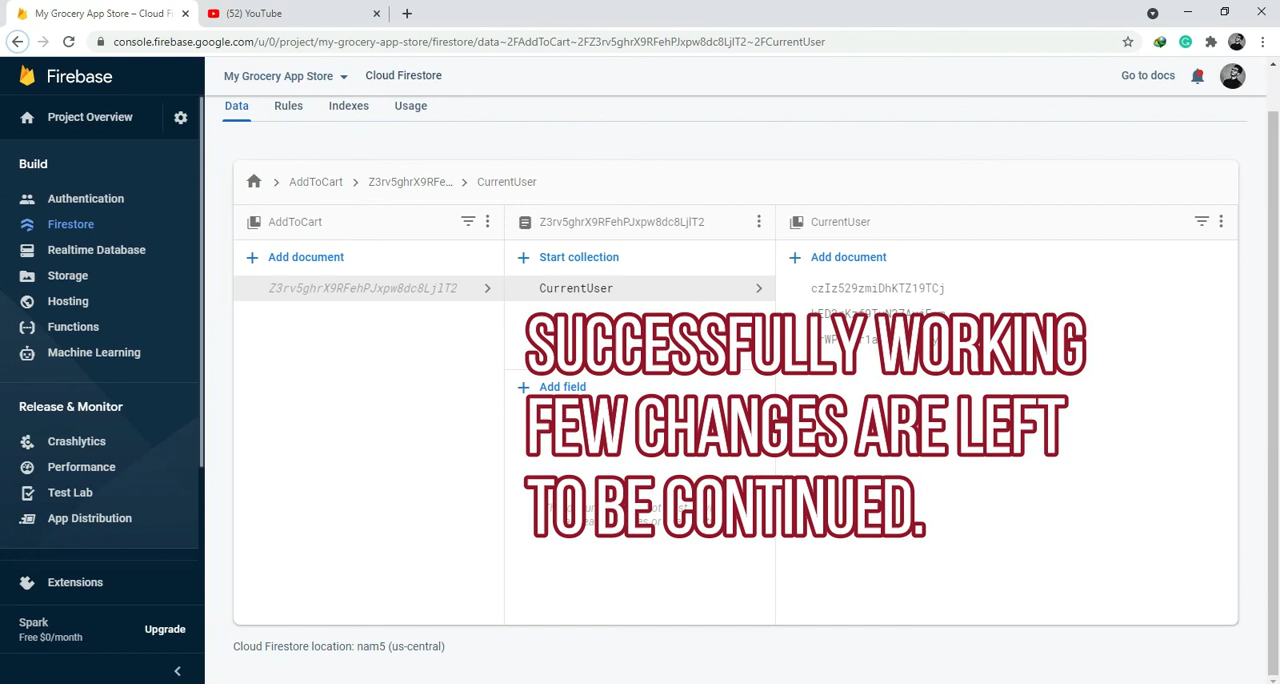 My Grocery App Store – Cloud Fi
(52) YouTube
console.firebase.google.com/u/0/project/my-grocery-app-store/firestore/data~2FAddToCart~2FZ3rv5ghrX9RFehPJxpw8dc8LjlT2~2FCurrentUser
Firebase
My Grocery App Store
Cloud Firestore
Go to docs
Project Overview
Data
Rules
Indexes
Usage
Build
Authentication
Firestore
Realtime Database
Storage
Hosting
Functions
Machine Learning
Release & Monitor
Crashlytics
Performance
Test Lab
App Distribution
Extensions
Spark
Free $0/month
Upgrade
AddToCart
Z3rv5ghrX9RFe...
CurrentUser
AddToCart
Z3rv5ghrX9RFehPJxpw8dc8LjlT2
CurrentUser
Add document
Start collection
Add document
Z3rv5ghrX9RFehPJxpw8dc8LjlT2
CurrentUser
czIz529zmiDhKTZ19TCj
Add field
SUCCESSFULLY WORKING
FEW CHANGES ARE LEFT
TO BE CONTINUED.
Cloud Firestore location: nam5 (us-central)